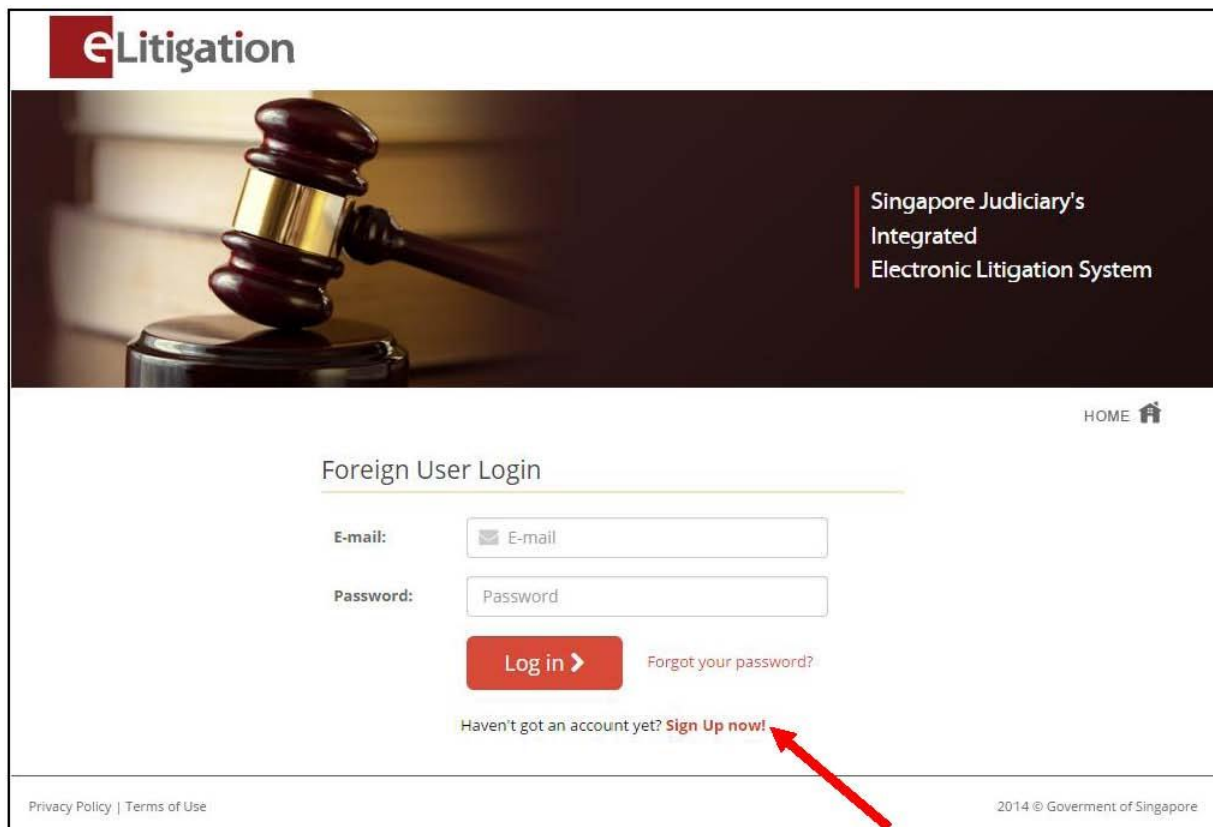 eLitigation
Singapore Judiciary's
Integrated
Electronic Litigation System
HOME
Foreign User Login
E-mail:
E-mail
Password:
Password
Log in
Forgot your password?
Haven't got an account yet? Sign Up now!
Privacy Policy | Terms of Use
2014 © Goverment of Singapore